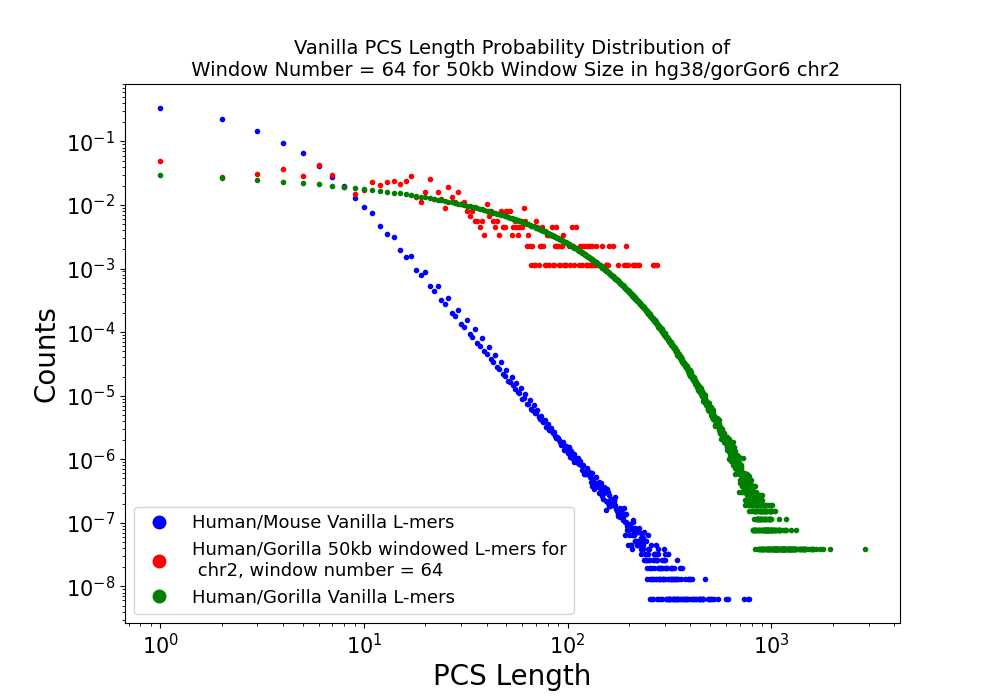 Vanilla PCS Length Probability Distribution of
Window Number = 64 for 50kb Window Size in hg38/gorGor6 chr2
Counts
10⁻¹
10⁻²
10⁻³
10⁻⁴
10⁻⁵
10⁻⁶
10⁻⁷
10⁻⁸
Human/Mouse Vanilla L-mers
Human/Gorilla 50kb windowed L-mers for
chr2, window number = 64
Human/Gorilla Vanilla L-mers
10⁰ 10¹ 10² 10³
PCS Length